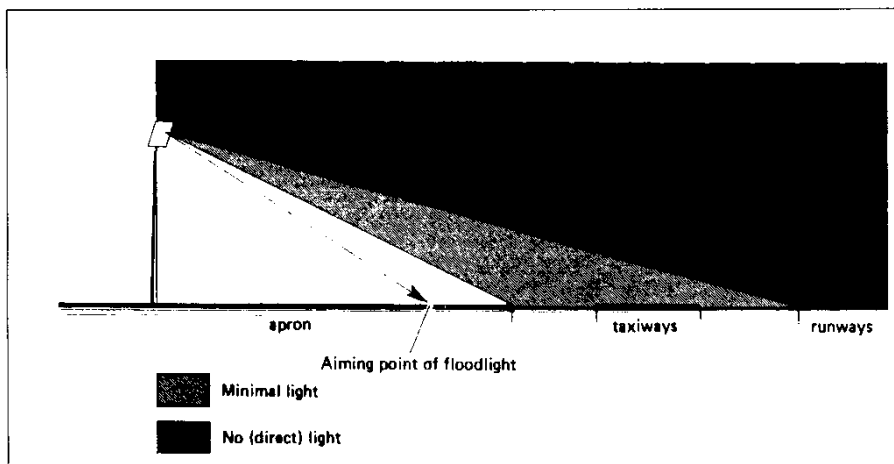 apron
taxiways
runways
Aiming point of floodlight
Minimal light
No (direct) light